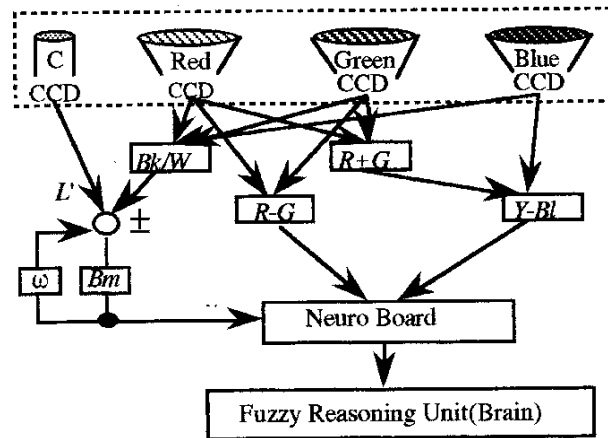 C Red Green Blue
CCD CCD CCD CCD
Bk/W R+G
L'
± R-G Y-Bl
ω Bm
Neuro Board
Fuzzy Reasoning Unit(Brain)